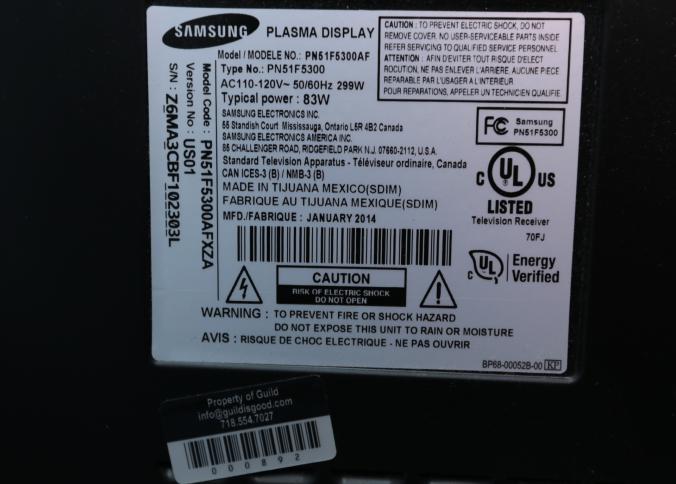 SAMSUNG
PLASMA DISPLAY
Model / MODELE NO.: PN51F5300AF
Type No.: PN51F5300
AC110-120V~ 50/60Hz 299W
Typical power : 83W
SAMSUNG ELECTRONICS INC.
55 Standish Court Mississauga, Ontario L5R 4B2 Canada
SAMSUNG ELECTRONICS AMERICA INC.
85 CHALLENGER ROAD, RIDGEFIELD PARK N.J. 07660-2112, U.S.A.
Standard Television Apparatus - Téléviseur ordinaire, Canada
CAN ICES-3 (B) / NMB-3 (B)
MADE IN TIJUANA MEXICO(SDIM)
FABRIQUE AU TIJUANA MEXIQUE(SDIM)
MFD./FABRIQUE : JANUARY 2014
CAUTION : TO PREVENT ELECTRIC SHOCK, DO NOT
REMOVE COVER. NO USER-SERVICEABLE PARTS INSIDE
REFER SERVICING TO QUALIFIED SERVICE PERSONNEL.
ATTENTION : AFIN D'EVITER TOUT RISQUE D'ELECT
ROCUTION, NE PAS ENLEVER L'ARRIERE, AUCUNE PIECE
REPARABLE PAR L'USAGER A L'INTERIEUR
POUR REPARATIONS, APPELER UN TECHNICIEN QUALIFIE.
FC Samsung
PN51F5300
C UL US
LISTED
Television Receiver
70FJ
C UL Energy
Verified
Model Code : PN51F5300AFXZA
Version No : US01
S/N : Z6MA3CBF102303L
CAUTION
RISK OF ELECTRIC SHOCK
DO NOT OPEN
WARNING : TO PREVENT FIRE OR SHOCK HAZARD
DO NOT EXPOSE THIS UNIT TO RAIN OR MOISTURE
AVIS : RISQUE DE CHOC ELECTRIQUE - NE PAS OUVRIR
BP68-00052B-00 KP
Property of Guild
info@guildisgood.com
718.554.7027
000892